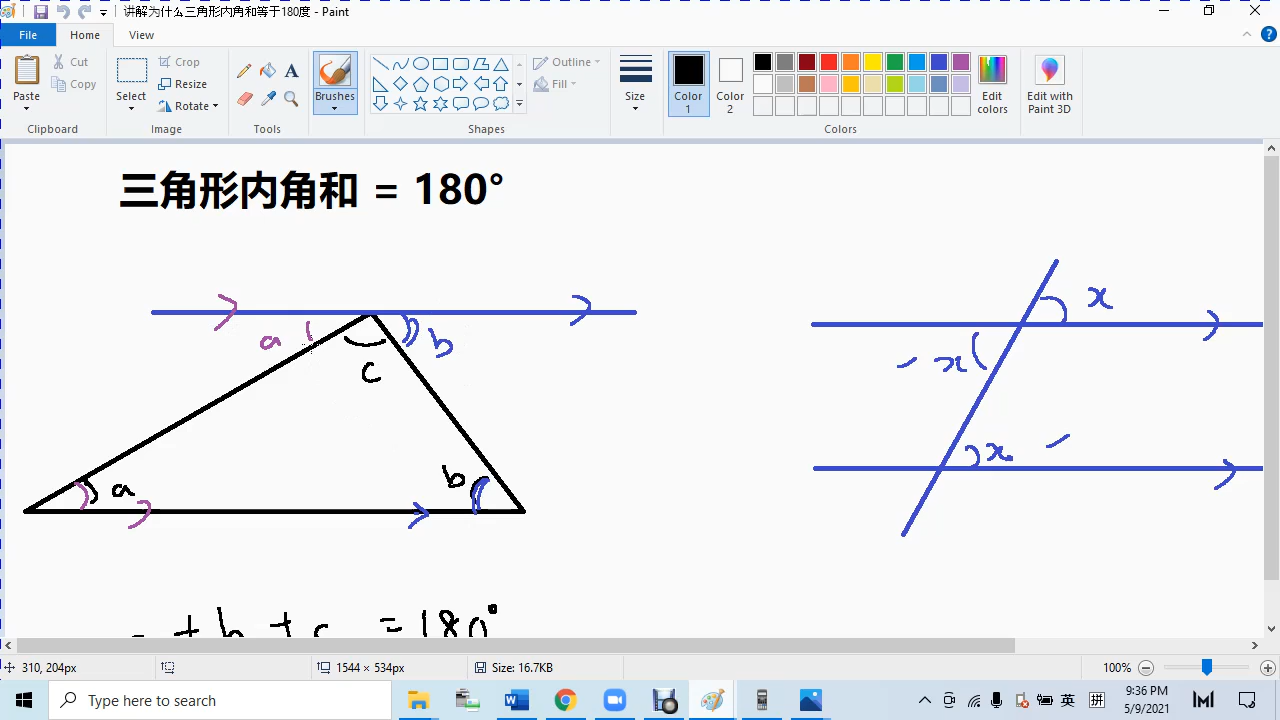 讲解为什么三角形内角和等于180度 - Paint
File Home View
Cut Crop Outline
Copy Resize Fill
Paste Select Rotate Brushes Size Color 1 Color 2 Edit colors Edit with Paint 3D
Clipboard Image Tools Shapes Colors
三角形内角和 = 180°
x
a c b
x
b x
a
+ b + c = 180°
310, 204px 1544 × 534px Size: 16.7KB 100%
Type here to search 英 拼 9:36 PM
5/9/2021